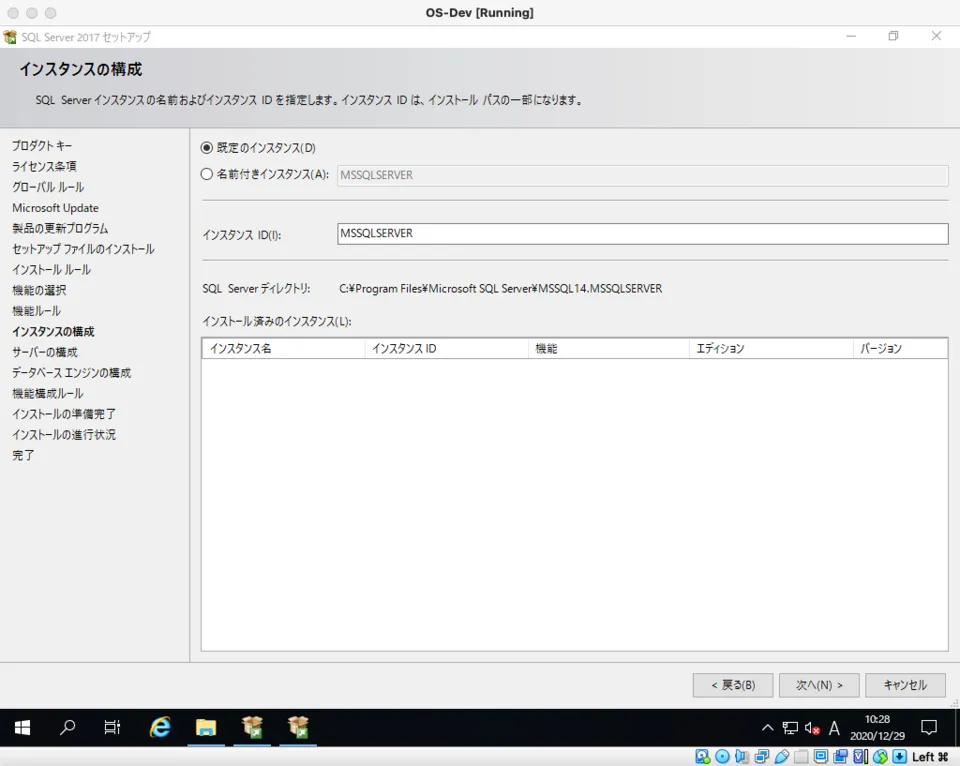 OS-Dev [Running]
SQL Server 2017 セットアップ
インスタンスの構成
SQL Server インスタンスの名前およびインスタンス ID を指定します。インスタンス ID は、インストール パスの一部になります。
プロダクト キー
ライセンス条項
グローバル ルール
Microsoft Update
製品の更新プログラム
セットアップ ファイルのインストール
インストール ルール
機能の選択
機能ルール
インスタンスの構成
サーバーの構成
データベース エンジンの構成
機能構成ルール
インストールの準備完了
インストールの進行状況
完了
既定のインスタンス(D)
名前付きインスタンス(A): MSSQLSERVER
インスタンス ID(I): MSSQLSERVER
SQL Server ディレクトリ: C:¥Program Files¥Microsoft SQL Server¥MSSQL14.MSSQLSERVER
インストール済みのインスタンス(L):
インスタンス名 インスタンス ID 機能 エディション バージョン
< 戻る(B) 次へ(N) > キャンセル
A 10:28
2020/12/29
Left ⌘